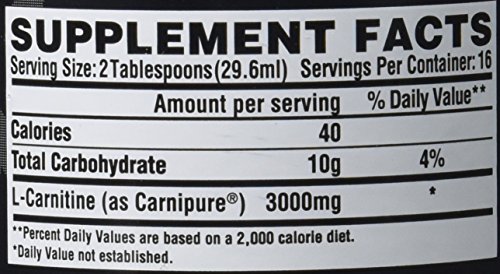 SUPPLEMENT FACTS
Serving Size:2Tablespoons(29.6ml) Servings Per Container:16
Amount per serving % Daily Value**
Calories 40
Total Carbohydrate 10g 4%
L-Carnitine (as Carnipure®) 3000mg *
**Percent Daily Values are based on a 2,000 calorie diet.
*Daily Value not established.